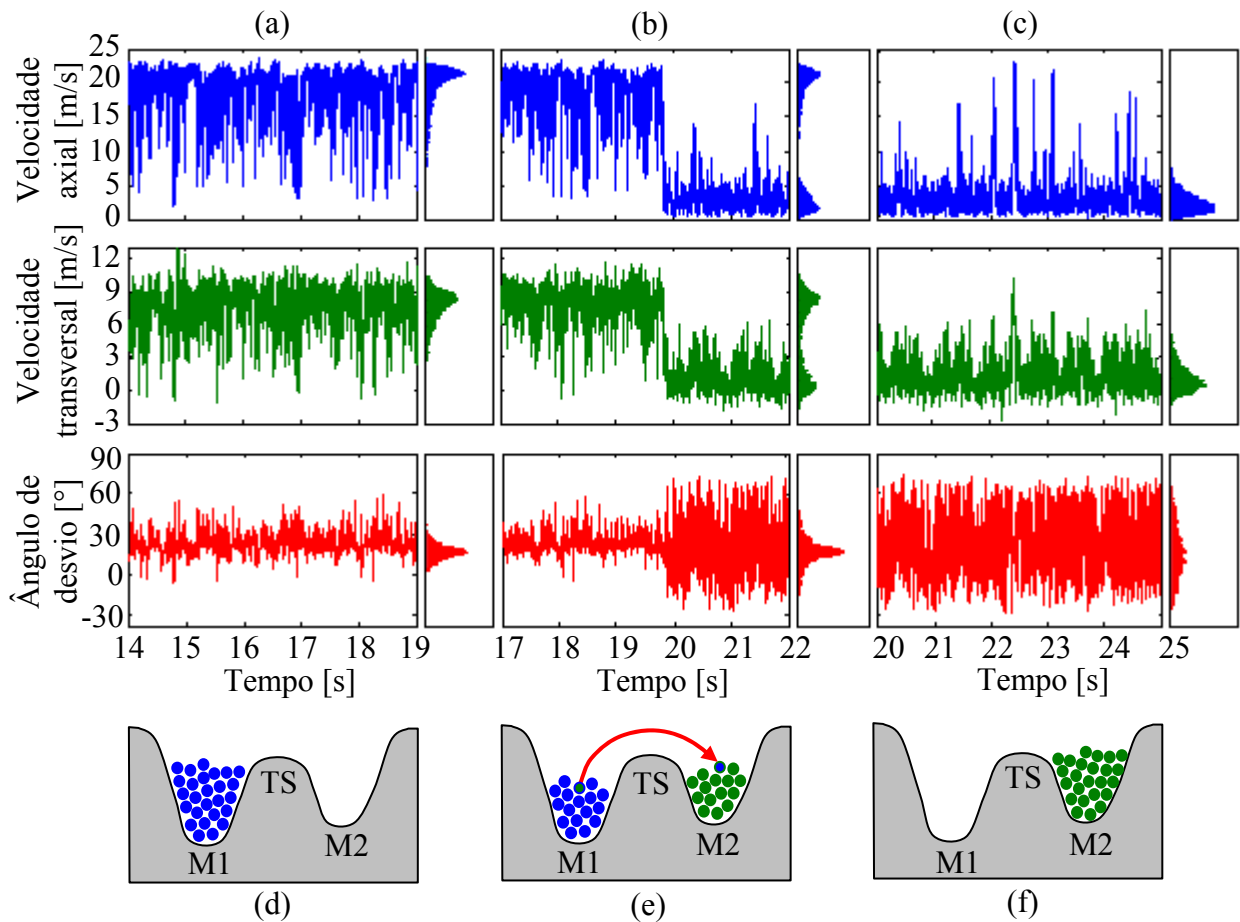 (a) (b) (c)
Velocidade
axial [m/s]
25
20
15
10
5
0
Velocidade
transversal [m/s]
12
9
6
3
0
-3
Ângulo de
desvio [°]
90
60
30
0
-30
14 15 16 17 18 19 17 18 19 20 21 22 20 21 22 23 24 25
Tempo [s] Tempo [s] Tempo [s]
TS TS TS
M1 M2 M1 M2 M1 M2
(d) (e) (f)